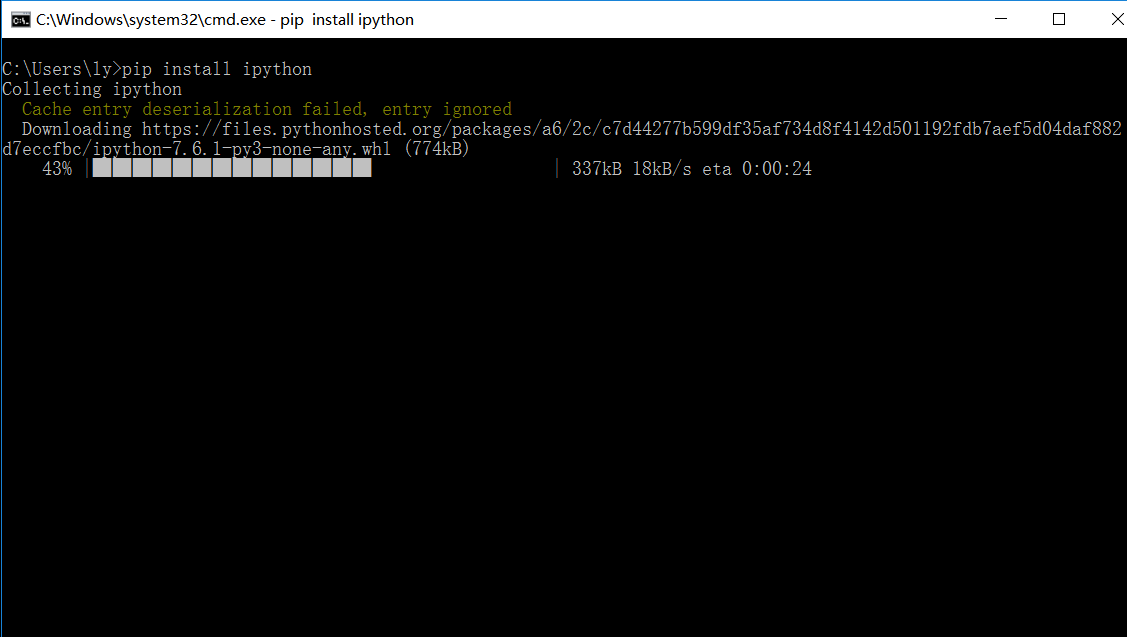 C:\Windows\system32\cmd.exe - pip  install ipython
C:\Users\ly>pip install ipython
Collecting ipython
  Cache entry deserialization failed, entry ignored
  Downloading https://files.pythonhosted.org/packages/a6/2c/c7d44277b599df35af734d8f4142d501192fdb7aef5d04daf882
d7eccfbc/ipython-7.6.1-py3-none-any.whl (774kB)
    43% |██████████████                  | 337kB 18kB/s eta 0:00:24